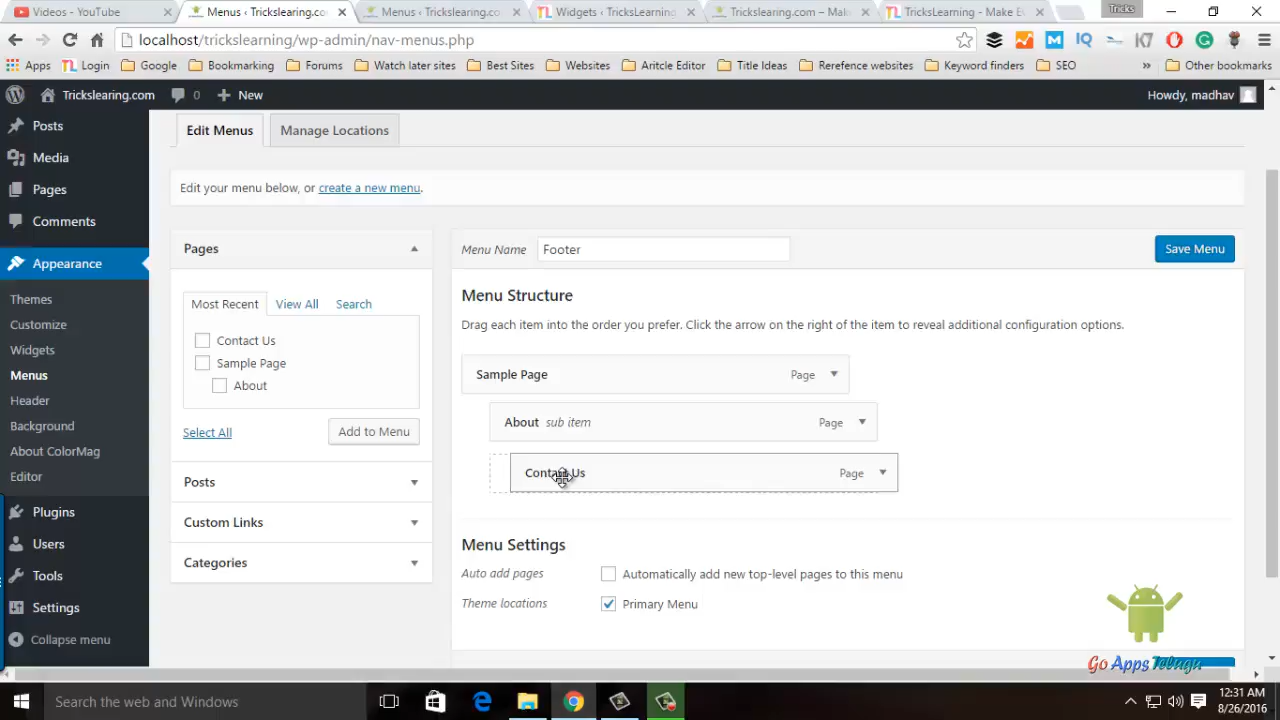 Videos - YouTube
Menus ‹ Trickslearing.co
Menus ‹ Trickslearing.co
Widgets ‹ TricksLearning
Trickslearing.com – Ma
TricksLearning - Make E
Tricks
localhost/trickslearning/wp-admin/nav-menus.php
IQ
K7
Apps
Login
Google
Bookmarking
Forums
Watch later sites
Best Sites
Websites
Aritcle Editor
Title Ideas
Rerefence websites
Keyword finders
SEO
»
Other bookmarks
Trickslearing.com
0
New
Howdy, madhav
Posts
Media
Pages
Comments
Appearance
Themes
Customize
Widgets
Menus
Header
Background
About ColorMag
Editor
Plugins
Users
Tools
Settings
Collapse menu
Edit Menus
Manage Locations
Edit your menu below, or create a new menu.
Pages
Most Recent
View All
Search
Contact Us
Sample Page
About
Select All
Add to Menu
Posts
Custom Links
Categories
Menu Name
Footer
Save Menu
Menu Structure
Drag each item into the order you prefer. Click the arrow on the right of the item to reveal additional configuration options.
Sample Page
Page
About sub item
Page
Contact Us
Page
Menu Settings
Auto add pages
Automatically add new top-level pages to this menu
Theme locations
Primary Menu
Go Apps Telugu
Search the web and Windows
12:31 AM
8/26/2016